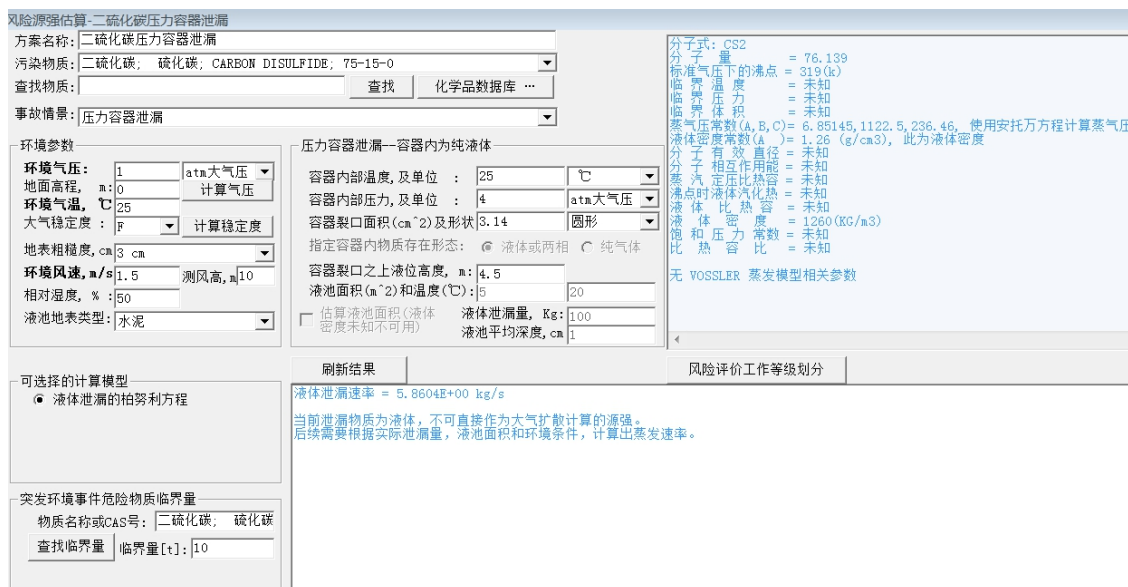 风险源强估算-二硫化碳压力容器泄漏
方案名称: 二硫化碳压力容器泄漏
污染物质: 二硫化碳; 硫化碳; CARBON DISULFIDE; 75-15-0
查找物质: 查找 化学品数据库 …
事故情景: 压力容器泄漏
环境参数
环境气压: 1 atm大气压
地面高程, m: 0 计算气压
环境气温, ℃ 25
大气稳定度 : F 计算稳定度
地表粗糙度, cm 3 cm
环境风速, m/s 1.5 测风高, m 10
相对湿度, % : 50
液池地表类型: 水泥
压力容器泄漏--容器内为纯液体
容器内部温度,及单位 : 25 ℃
容器内部压力,及单位 : 4 atm大气压
容器裂口面积(cm^2)及形状 3.14 圆形
指定容器内物质存在形态: 液体或两相 纯气体
容器裂口之上液位高度, m: 4.5
液池面积(m^2)和温度(℃): 5 20
估算液池面积(液体密度未知不可用)
液体泄漏量, Kg: 100
液池平均深度, cm 1
分子式: CS2
分 子 量 = 76.139
标准气压下的沸点 = 319(k)
临 界 温 度 = 未知
临 界 压 力 = 未知
临 界 体 积 = 未知
蒸气压常数(A,B,C)= 6.85145,1122.5,236.46, 使用安托万方程计算蒸气压
液体密度常数(A )= 1.26 (g/cm3), 此为液体密度
分 子 有 效 直径 = 未知
分 子 相互作用能 = 未知
蒸 汽 定压比热容 = 未知
沸点时液体汽化热 = 未知
液 体 比 热 容 = 未知
液 体 密 度 = 1260(KG/m3)
饱 和 压 力 常数 = 未知
比 热 容 比 = 未知
无 VOSSLER 蒸发模型相关参数
刷新结果
风险评价工作等级划分
可选择的计算模型
液体泄漏的柏努利方程
液体泄漏速率 = 5.8604E+00 kg/s
当前泄漏物质为液体, 不可直接作为大气扩散计算的源强。
后续需要根据实际泄漏量, 液池面积和环境条件, 计算出蒸发速率。
突发环境事件危险物质临界量
物质名称或CAS号: 二硫化碳; 硫化碳
查找临界量 临界量[t]: 10